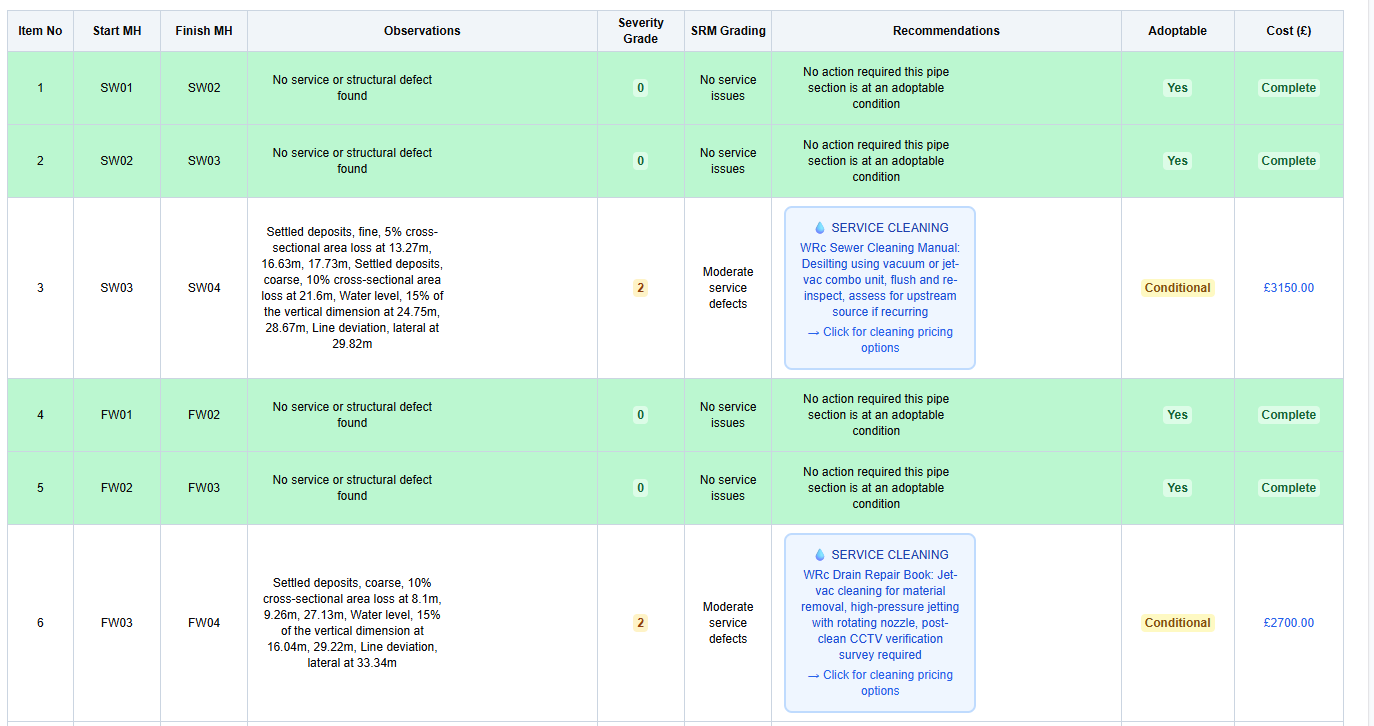 Item No Start MH Finish MH Observations Severity Grade SRM Grading Recommendations Adoptable Cost (£)
1 SW01 SW02
No service or structural defect
found
0
No service
issues
No action required this pipe
section is at an adoptable
condition
Yes Complete
2 SW02 SW03
No service or structural defect
found
0
No service
issues
No action required this pipe
section is at an adoptable
condition
Yes Complete
3 SW03 SW04
Settled deposits, fine, 5% cross-
sectional area loss at 13.27m,
16.63m, 17.73m, Settled deposits,
coarse, 10% cross-sectional area
loss at 21.6m, Water level, 15% of
the vertical dimension at 24.75m,
28.67m, Line deviation, lateral at
29.82m
2
Moderate
service
defects
SERVICE CLEANING
WRc Sewer Cleaning Manual:
Desilting using vacuum or jet-
vac combo unit, flush and re-
inspect, assess for upstream
source if recurring
→ Click for cleaning pricing
options
Conditional £3150.00
4 FW01 FW02
No service or structural defect
found
0
No service
issues
No action required this pipe
section is at an adoptable
condition
Yes Complete
5 FW02 FW03
No service or structural defect
found
0
No service
issues
No action required this pipe
section is at an adoptable
condition
Yes Complete
6 FW03 FW04
Settled deposits, coarse, 10%
cross-sectional area loss at 8.1m,
9.26m, 27.13m, Water level, 15%
of the vertical dimension at
16.04m, 29.22m, Line deviation,
lateral at 33.34m
2
Moderate
service
defects
SERVICE CLEANING
WRc Drain Repair Book: Jet-
vac cleaning for material
removal, high-pressure jetting
with rotating nozzle, post-
clean CCTV verification
survey required
→ Click for cleaning pricing
options
Conditional £2700.00